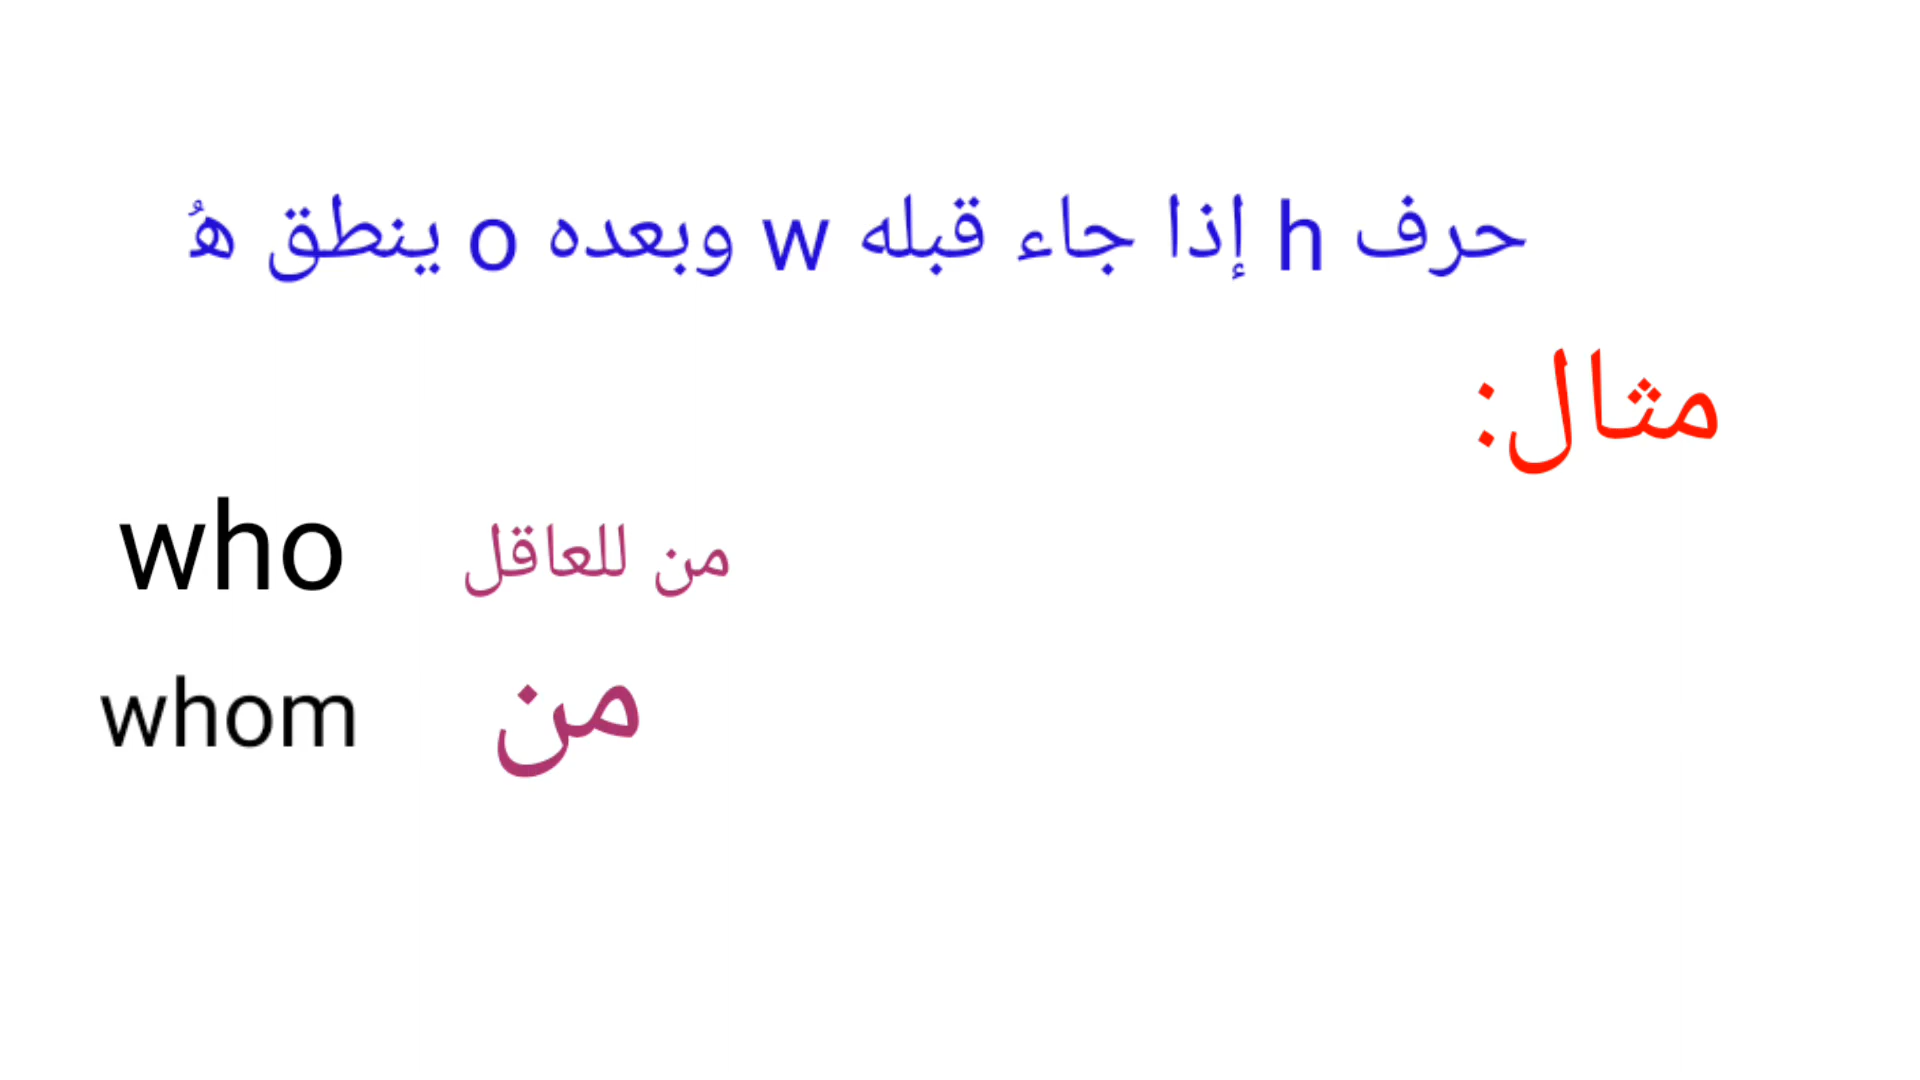 حرف h إذا جاء قبله w وبعده o ينطق هُ
مثال:
who من للعاقل
whom من